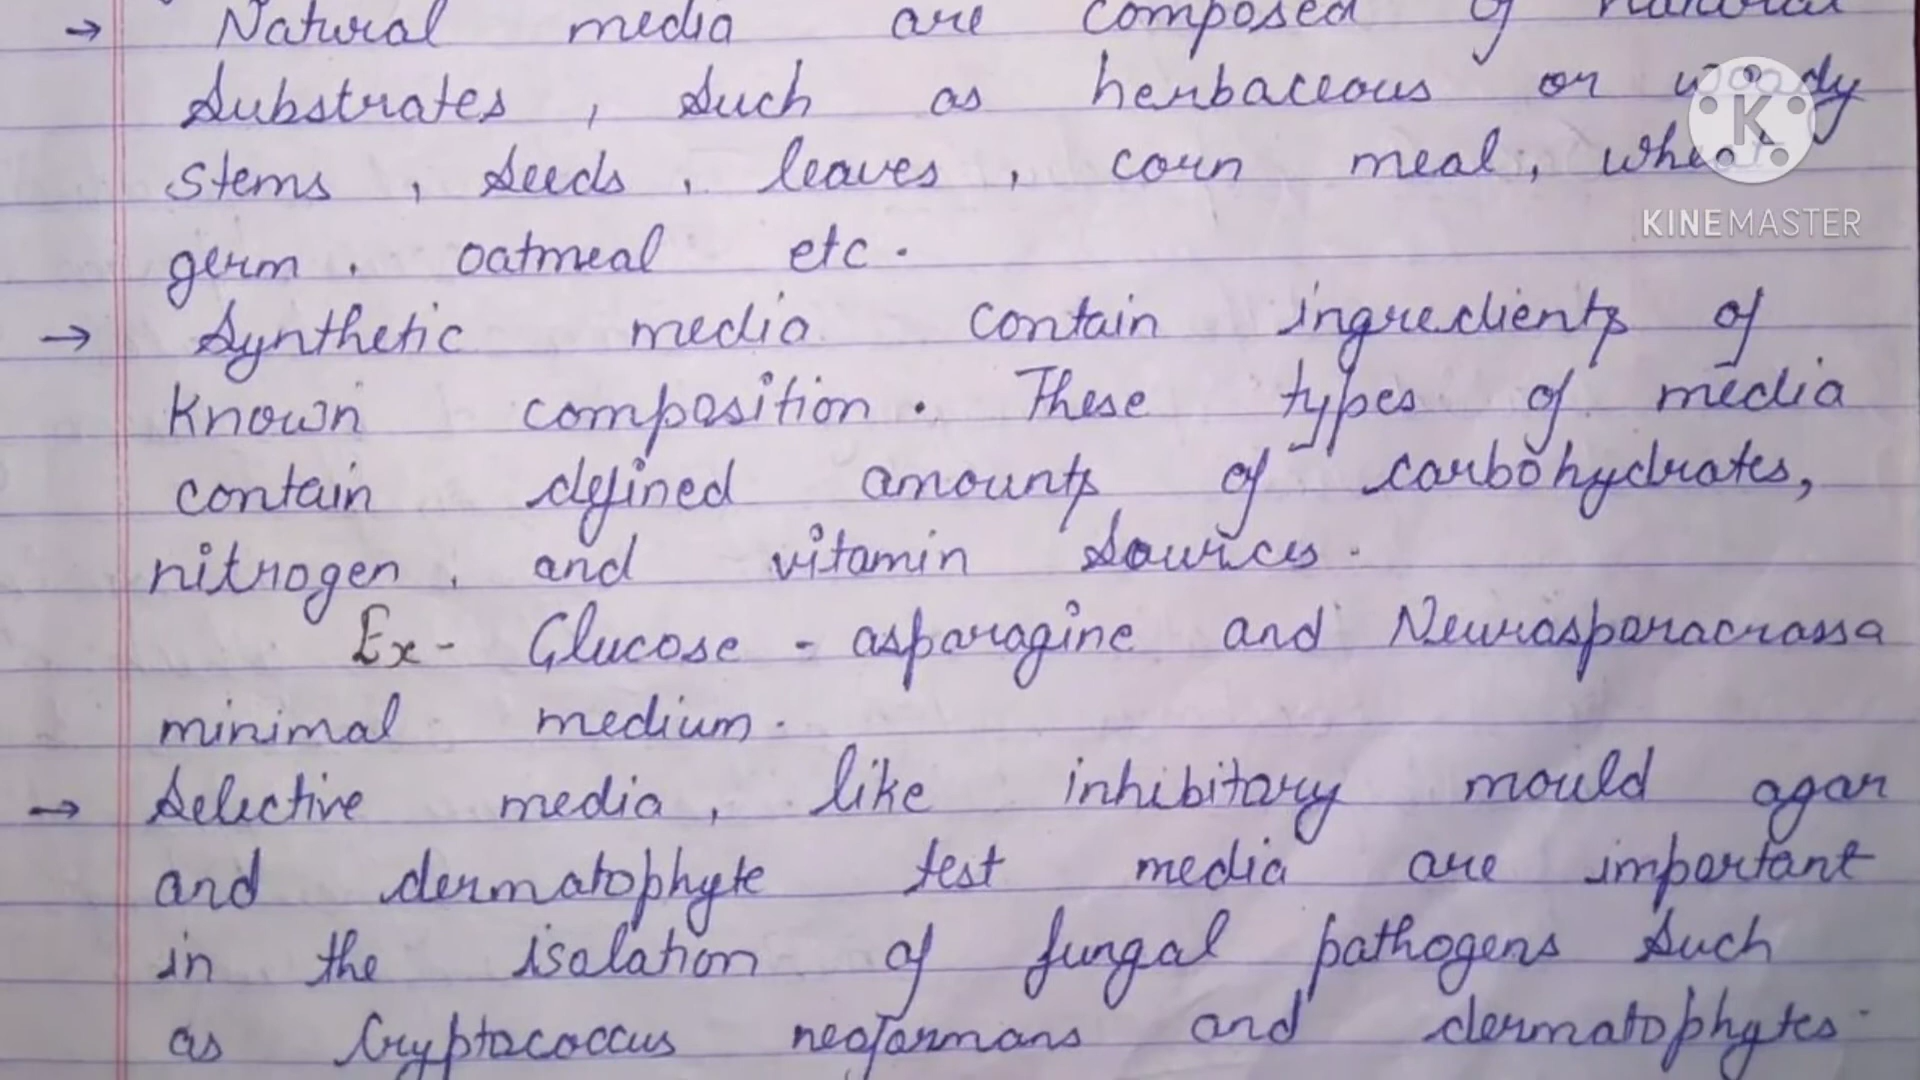 → Natural media are composed of natural
Substrates, Such as herbaceous or woody
stems, seeds, leaves, corn meal, wheat
KINEMASTER
germ, oatmeal etc.
→ Synthetic media contain ingredients of
known composition. These types of media
contain defined amounts of carbohydrates,
nitrogen, and vitamin sources.
Ex- Glucose - asparagine and Neurosporacrassa
minimal medium.
→ Selective media, like inhibitory mould agar
and dermatophyte test media are important
in the isolation of fungal pathogens such
as Cryptococcus neoformans and dermatophytes.